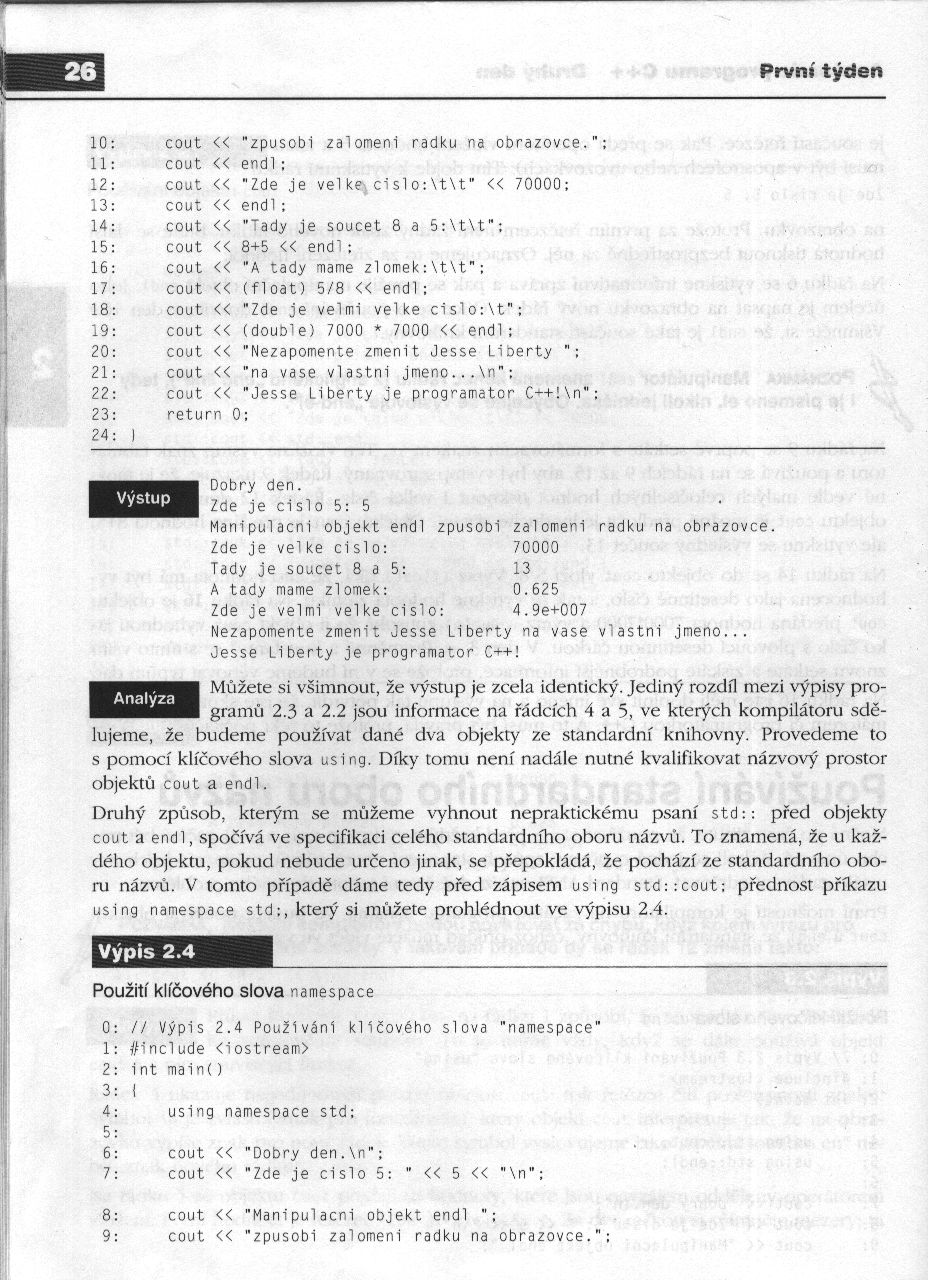 26
První týden
10: cout << "zpusobi zalomeni radku na obrazovce.";
11: cout << endl;
12: cout << "Zde je velke cislo:\t\t" << 70000;
13: cout << endl;
14: cout << "Tady je soucet 8 a 5:\t\t";
15: cout << 8+5 << endl;
16: cout << "A tady mame zlomek:\t\t";
17: cout << (float) 5/8 << endl;
18: cout << "Zde je velmi velke cislo:\t";
19: cout << (double) 7000 * 7000 << endl;
20: cout << "Nezapomente zmenit Jesse Liberty ";
21: cout << "na vase vlastni jmeno...\n";
22: cout << "Jesse Liberty je programator C++!\n";
23: return 0;
24: }
Výstup
Dobry den.
Zde je cislo 5: 5
Manipulacni objekt endl zpusobi zalomeni radku na obrazovce.
Zde je velke cislo: 70000
Tady je soucet 8 a 5: 13
A tady mame zlomek: 0.625
Zde je velmi velke cislo: 4.9e+007
Nezapomente zmenit Jesse Liberty na vase vlastni jmeno...
Jesse Liberty je programator C++!
Analýza
Můžete si všimnout, že výstup je zcela identický. Jediný rozdíl mezi výpisy pro-
gramů 2.3 a 2.2 jsou informace na řádcích 4 a 5, ve kterých kompilátoru sdě-
lujeme, že budeme používat dané dva objekty ze standardní knihovny. Provedeme to
s pomocí klíčového slova using. Díky tomu není nadále nutné kvalifikovat názvový prostor
objektů cout a endl.
Druhý způsob, kterým se můžeme vyhnout nepraktickému psaní std:: před objekty
cout a endl, spočívá ve specifikaci celého standardního oboru názvů. To znamená, že u kaž-
dého objektu, pokud nebude určeno jinak, se přepokládá, že pochází ze standardního obo-
ru názvů. V tomto případě dáme tedy před zápisem using std::cout; přednost příkazu
using namespace std;, který si můžete prohlédnout ve výpisu 2.4.
Výpis 2.4
Použití klíčového slova namespace
0: // Výpis 2.4 Používání klíčového slova "namespace"
1: #include <iostream>
2: int main()
3: {
4: using namespace std;
5:
6: cout << "Dobry den.\n";
7: cout << "Zde je cislo 5: " << 5 << "\n";
8: cout << "Manipulacni objekt endl ";
9: cout << "zpusobi zalomeni radku na obrazovce.";